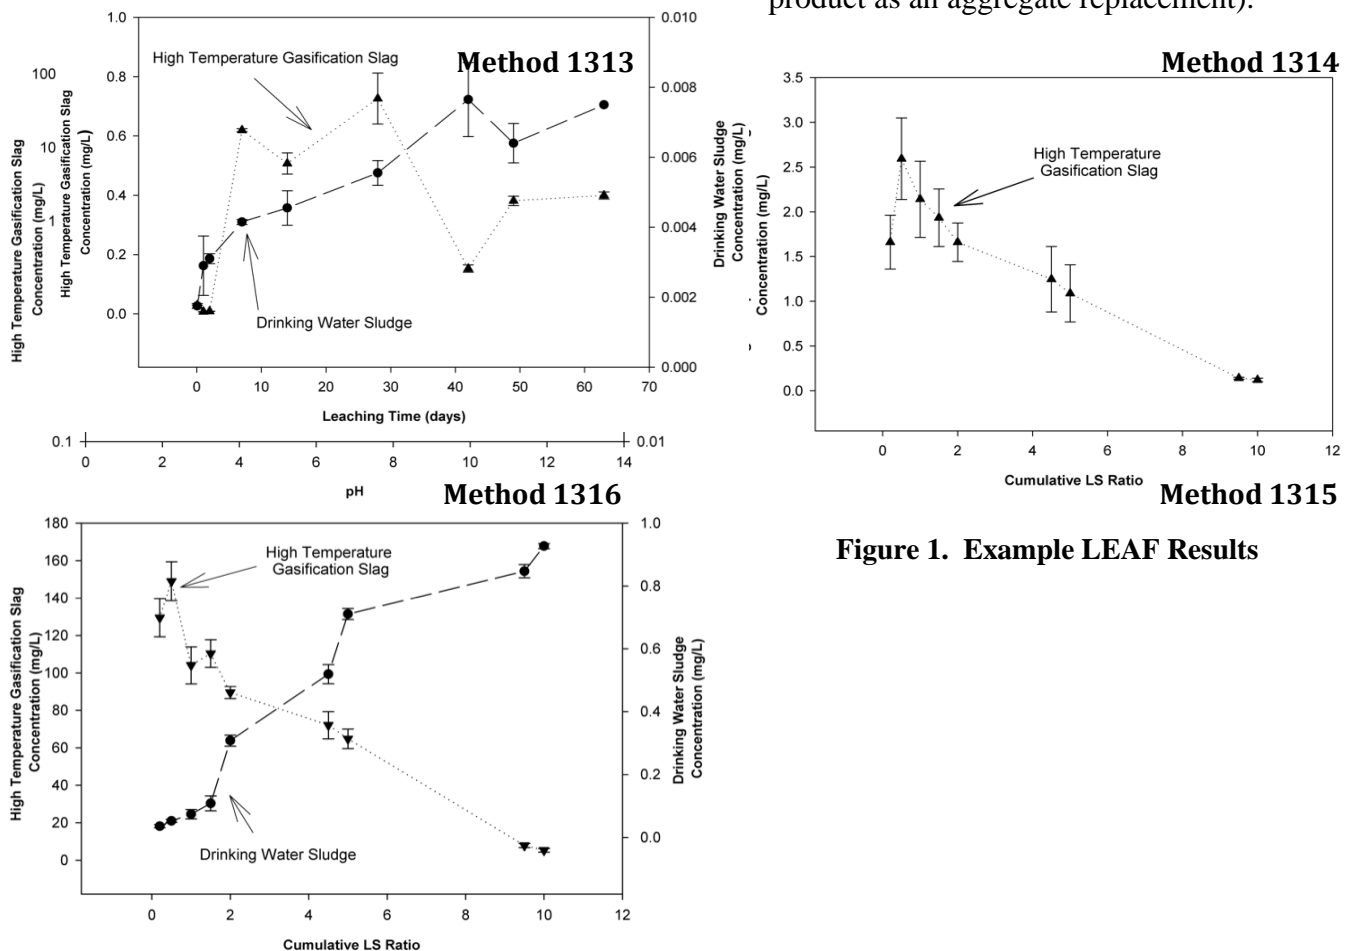 product as an aggregate replacement).
Method 1313
High Temperature Gasification Slag
Drinking Water Sludge
High Temperature Gasification Slag
Concentration (mg/L)
100
10
1
High Temperature Gasification Slag
Concentration (mg/L)
1.0
0.8
0.6
0.4
0.2
0.0
0.010
0.008
0.006
0.004
0.002
0.000
0 10 20 30 40 50 60 70
Leaching Time (days)
0.1
0.01
0 2 4 6 8 10 12 14
pH
Method 1314
Drinking Water Sludge
Concentration (mg/L)
Concentration (mg/L)
3.5
3.0
2.5
2.0
1.5
1.0
0.5
0.0
High Temperature
Gasification Slag
0 2 4 6 8 10 12
Cumulative LS Ratio
Method 1315
Method 1316
High Temperature Gasification Slag
Concentration (mg/L)
180
160
140
120
100
80
60
40
20
0
High Temperature
Gasification Slag
Drinking Water Sludge
1.0
0.8
0.6
0.4
0.2
0.0
Drinking Water Sludge
Concentration (mg/L)
0 2 4 6 8 10 12
Cumulative LS Ratio
Figure 1. Example LEAF Results